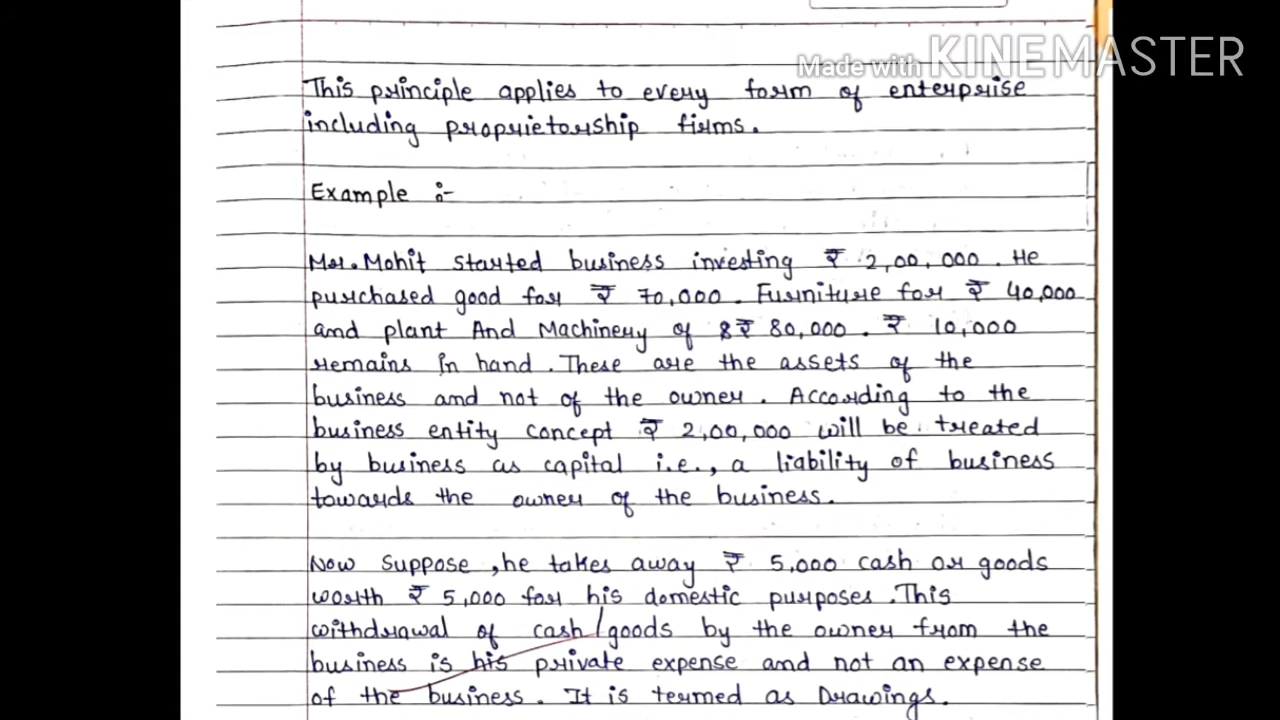 Made with KINEMASTER
This principle applies to every form of enterprise
including proprietorship firms.
Example :-
Mr. Mohit started business investing ₹ 2,00,000. He
purchased good for ₹ 70,000. Furniture for ₹ 40,000
and plant And Machinery of ₹ 80,000. ₹ 10,000
remains in hand. These are the assets of the
business and not of the owner. According to the
business entity concept ₹ 2,00,000 will be treated
by business as capital i.e., a liability of business
towards the owner of the business.
Now suppose, he takes away ₹ 5,000 cash or goods
worth ₹ 5,000 for his domestic purposes. This
withdrawal of cash/goods by the owner from the
business is his private expense and not an expense
of the business. It is termed as Drawings.